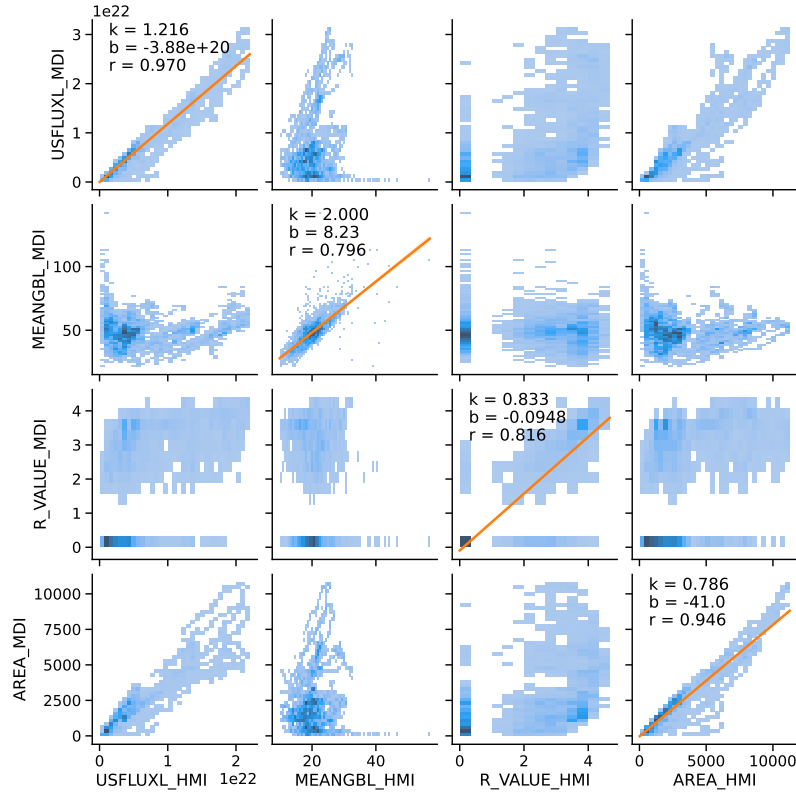 1e22
k = 1.216
b = -3.88e+20
r = 0.970
USFLUXL_MDI
3
2
1
0
k = 2.000
b = 8.23
r = 0.796
MEANGBL_MDI
100
50
k = 0.833
b = -0.0948
r = 0.816
R_VALUE_MDI
4
3
2
1
0
k = 0.786
b = -41.0
r = 0.946
AREA_MDI
10000
7500
5000
2500
0
0 1 2
20 40
0 2 4
0 5000 10000
USFLUXL_HMI 1e22
MEANGBL_HMI
R_VALUE_HMI
AREA_HMI